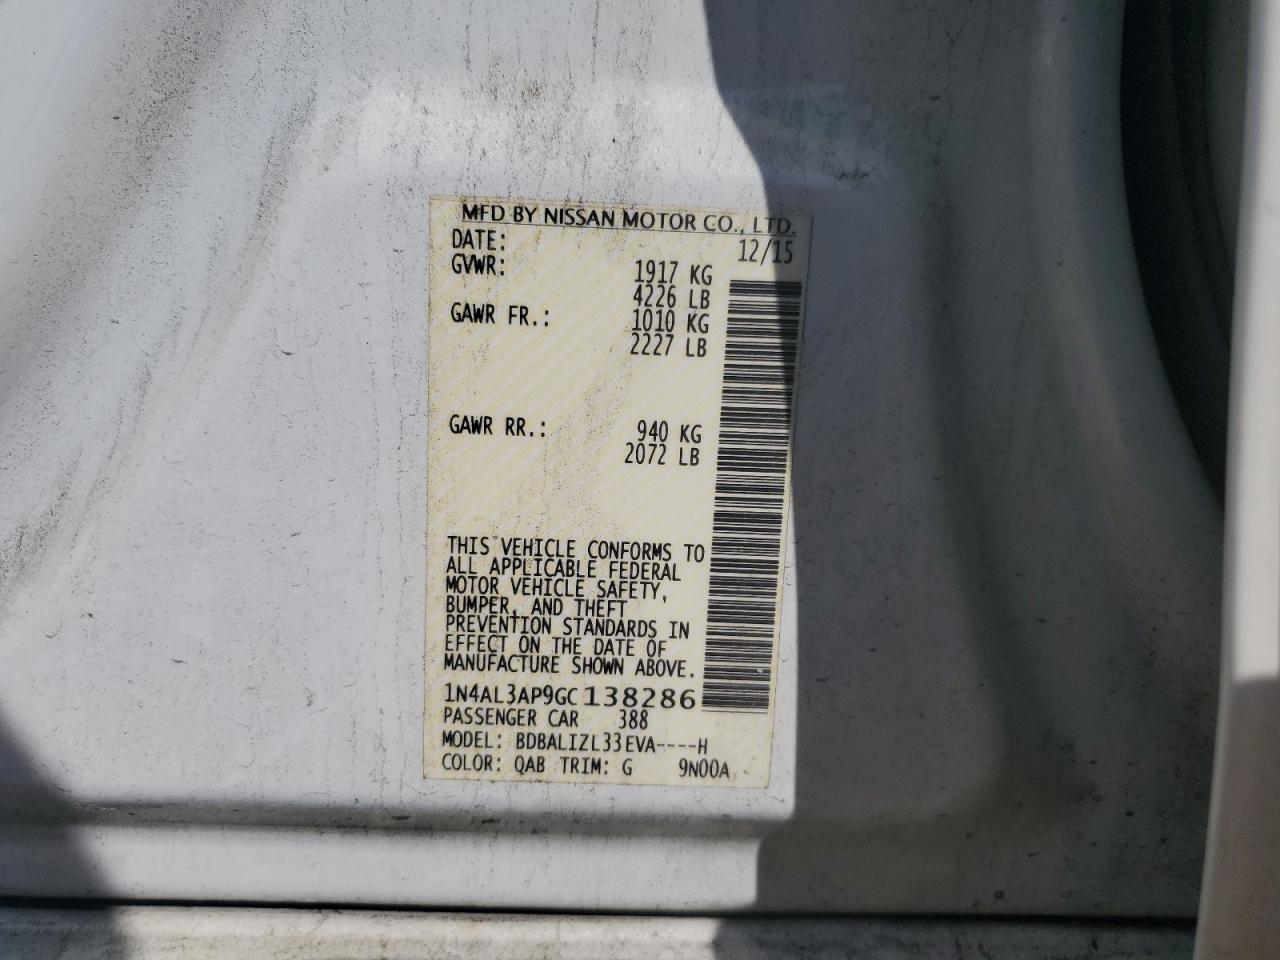 MFD BY NISSAN MOTOR CO., LTD.
DATE: 12/15
GVWR: 1917 KG
4226 LB
GAWR FR.: 1010 KG
2227 LB
GAWR RR.: 940 KG
2072 LB
THIS VEHICLE CONFORMS TO
ALL APPLICABLE FEDERAL
MOTOR VEHICLE SAFETY,
BUMPER, AND THEFT
PREVENTION STANDARDS IN
EFFECT ON THE DATE OF
MANUFACTURE SHOWN ABOVE.
1N4AL3AP9GC138286
PASSENGER CAR 388
MODEL: BDBALIZL33EVA----H
COLOR: QAB TRIM: G 9N00A